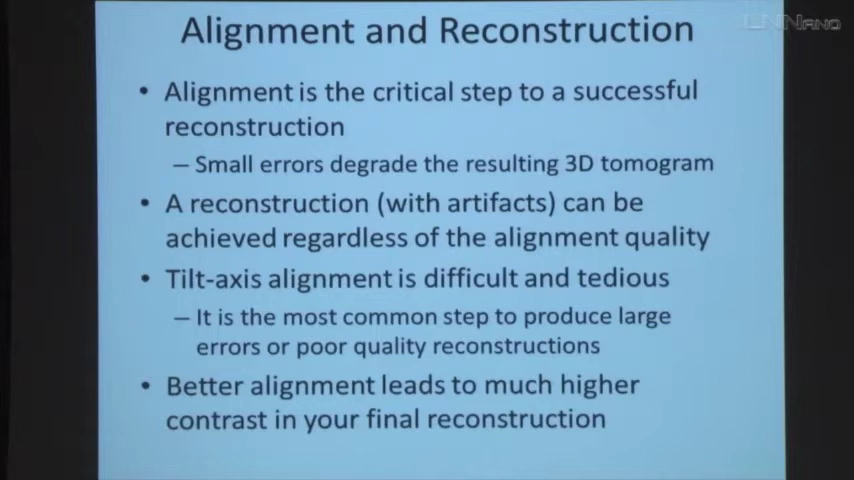 Alignment and Reconstruction
LNNano
• Alignment is the critical step to a successful
reconstruction
– Small errors degrade the resulting 3D tomogram
• A reconstruction (with artifacts) can be
achieved regardless of the alignment quality
• Tilt-axis alignment is difficult and tedious
– It is the most common step to produce large
errors or poor quality reconstructions
• Better alignment leads to much higher
contrast in your final reconstruction